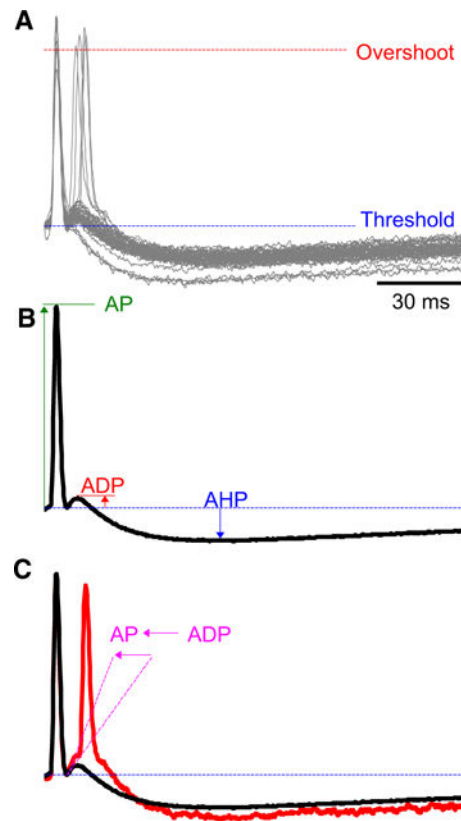 A
Overshoot
Threshold
30 ms
AP
B
ADP
AHP
C
AP ADP